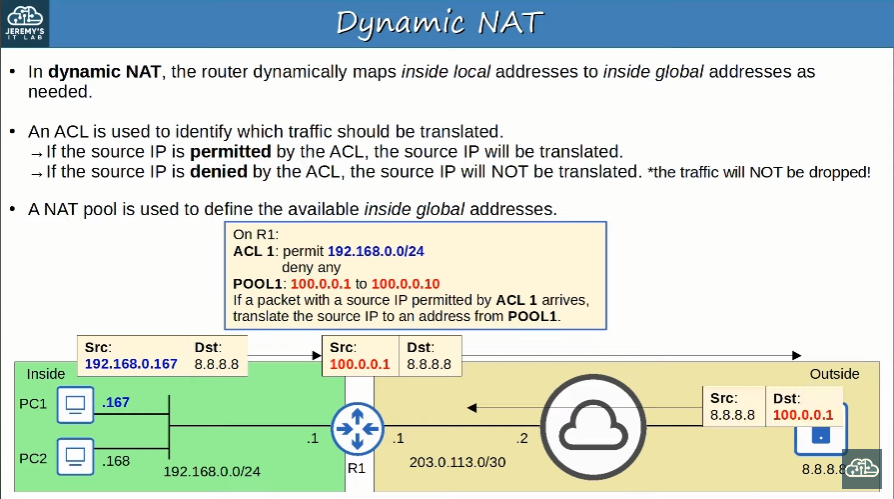 JEREMY'S
IT LAB
Dynamic NAT
• In dynamic NAT, the router dynamically maps inside local addresses to inside global addresses as
needed.
• An ACL is used to identify which traffic should be translated.
→If the source IP is permitted by the ACL, the source IP will be translated.
→If the source IP is denied by the ACL, the source IP will NOT be translated. *the traffic will NOT be dropped!
• A NAT pool is used to define the available inside global addresses.
On R1:
ACL 1: permit 192.168.0.0/24
deny any
POOL1: 100.0.0.1 to 100.0.0.10
If a packet with a source IP permitted by ACL 1 arrives,
translate the source IP to an address from POOL1.
Src: Dst:
192.168.0.167 8.8.8.8
Src: Dst:
100.0.0.1 8.8.8.8
Inside
Outside
PC1 .167
Src: Dst:
8.8.8.8 100.0.0.1
.1 .1 .2
PC2 .168
192.168.0.0/24
R1
203.0.113.0/30
8.8.8.8